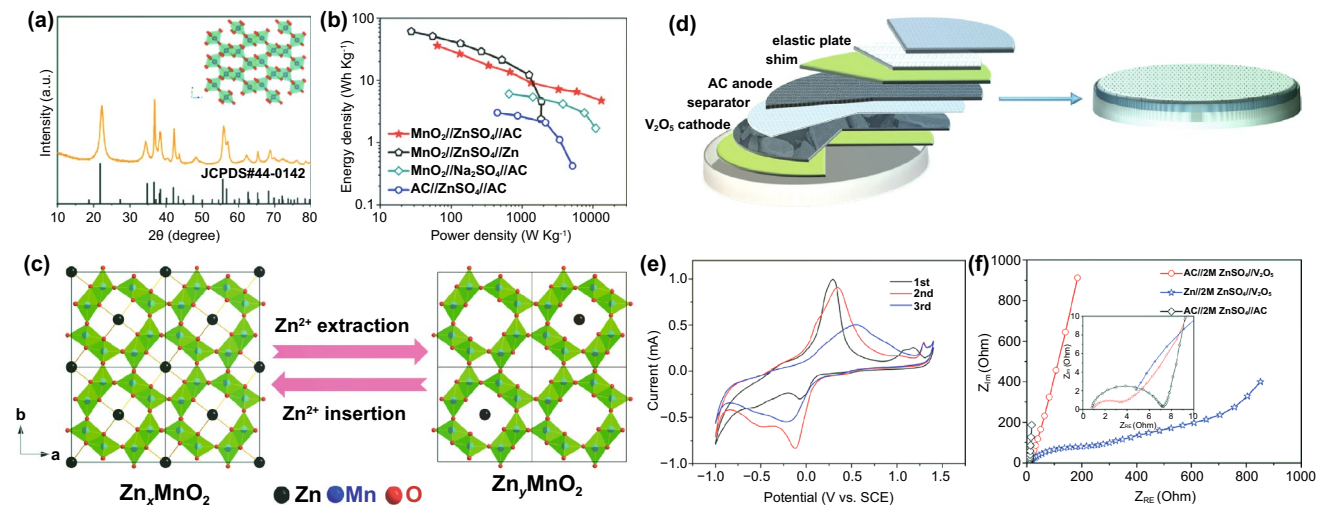 (a)
Intensity (a.u.)
JCPDS#44-0142
10 20 30 40 50 60 70 80
2θ (degree)
(b)
Energy density (Wh Kg⁻¹)
100
10
1
0.1
MnO₂//ZnSO₄//AC
MnO₂//ZnSO₄//Zn
MnO₂//Na₂SO₄//AC
AC//ZnSO₄//AC
10 100 1000 10000
Power density (W Kg⁻¹)
(d)
elastic plate
shim
AC anode
separator
V₂O₅ cathode
(c)
Zn²⁺ extraction
Zn²⁺ insertion
b
a
ZnₓMnO₂
Zn Mn O
ZnᵧMnO₂
(e)
Current (mA)
1.0
0.5
0.0
−0.5
−1.0
1st
2nd
3rd
−1.0 −0.5 0.0 0.5 1.0 1.5
Potential (V vs. SCE)
(f)
Z_im (Ohm)
1000
800
600
400
200
0
AC//2M ZnSO₄//V₂O₅
Zn//2M ZnSO₄//V₂O₅
AC//2M ZnSO₄//AC
10
8
6
4
2
0
0 2 4 6 8 10
Z_RE (Ohm)
0 200 400 600 800 1000
Z_RE (Ohm)